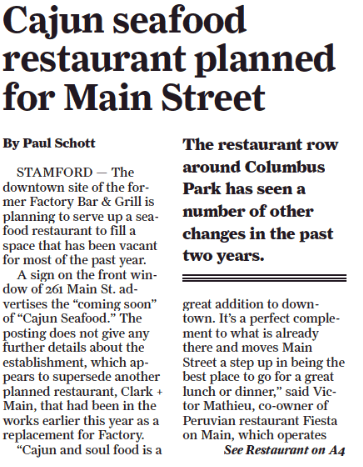 Cajun seafood
restaurant planned
for Main Street
By Paul Schott
STAMFORD — The
downtown site of the for-
mer Factory Bar & Grill is
planning to serve up a sea-
food restaurant to fill a
space that has been vacant
for most of the past year.
A sign on the front win-
dow of 261 Main St. ad-
vertises the “coming soon”
of “Cajun Seafood.” The
posting does not give any
further details about the
establishment, which ap-
pears to supersede another
planned restaurant, Clark +
Main, that had been in the
works earlier this year as a
replacement for Factory.
“Cajun and soul food is a
The restaurant row
around Columbus
Park has seen a
number of other
changes in the past
two years.
great addition to down-
town. It’s a perfect comple-
ment to what is already
there and moves Main
Street a step up in being the
best place to go for a great
lunch or dinner,” said Vic-
tor Mathieu, co-owner of
Peruvian restaurant Fiesta
on Main, which operates
See Restaurant on A4